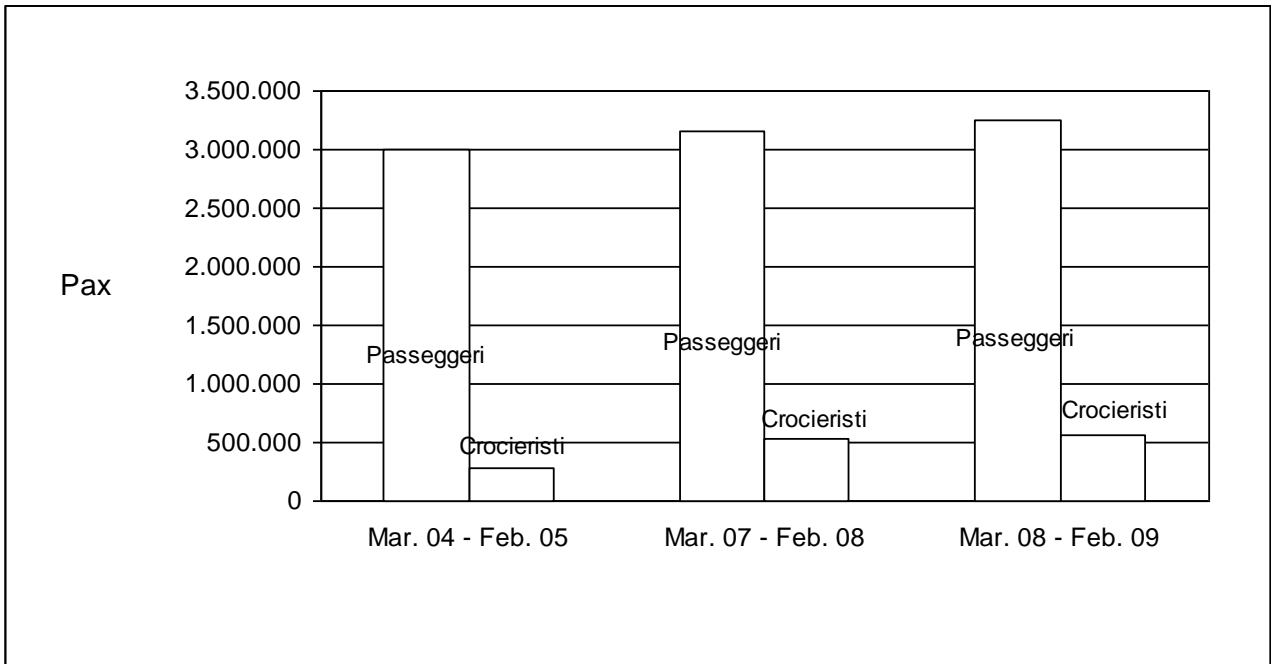 3.500.000
3.000.000
2.500.000
2.000.000
1.500.000
1.000.000
500.000
0
Pax
Passeggeri
Crocieristi
Passeggeri
Crocieristi
Passeggeri
Crocieristi
Mar. 04 - Feb. 05
Mar. 07 - Feb. 08
Mar. 08 - Feb. 09